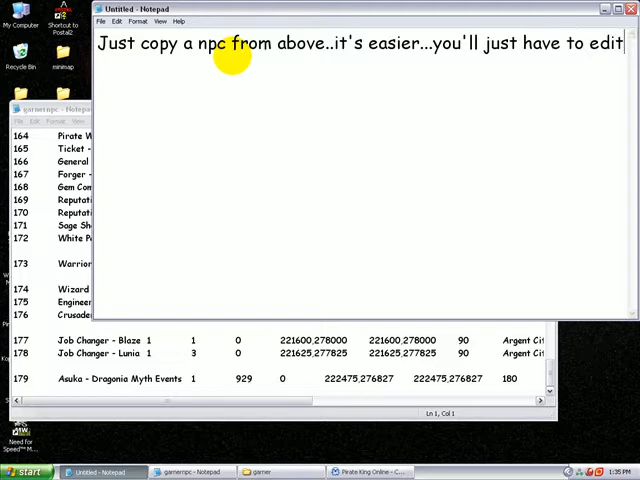 My Computer
Shortcut to Postal2
Recycle Bin
minimap
Untitled - Notepad
File Edit Format View Help
Just copy a npc from above..it's easier...you'll just have to edit
garnernpc - Notepad
File Edit Format View
164 Pirate W
165 Ticket -
166 General
167 Forger -
168 Gem Com
169 Reputati
170 Reputati
171 Sage Sh
172 White P
173 Warrior
174 Wizard
175 Engineer
176 Crusade
177 Job Changer - Blaze 1 1 0 221600,278000 221600,278000 90 Argent Cit
178 Job Changer - Lunia 1 3 0 221625,277825 221625,277825 90 Argent Cit
179 Asuka - Dragonia Myth Events 1 929 0 222475,276827 222475,276827 180
Ln 1, Col 1
Need for Speed™ M...
start
Untitled - Notepad
garnernpc - Notepad
garner
Pirate King Online - C...
1:35 PM